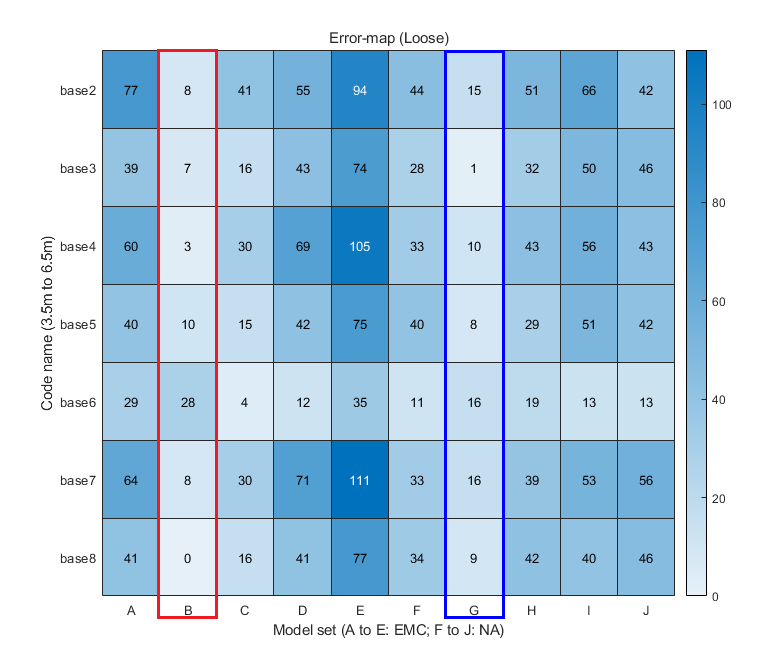 Error-map (Loose)
base2 77 8 41 55 94 44 15 51 66 42
base3 39 7 16 43 74 28 1 32 50 46
base4 60 3 30 69 105 33 10 43 56 43
base5 40 10 15 42 75 40 8 29 51 42
base6 29 28 4 12 35 11 16 19 13 13
base7 64 8 30 71 111 33 16 39 53 56
base8 41 0 16 41 77 34 9 42 40 46
A B C D E F G H I J
Model set (A to E: EMC; F to J: NA)
Code name (3.5m to 6.5m)
100
80
60
40
20
0